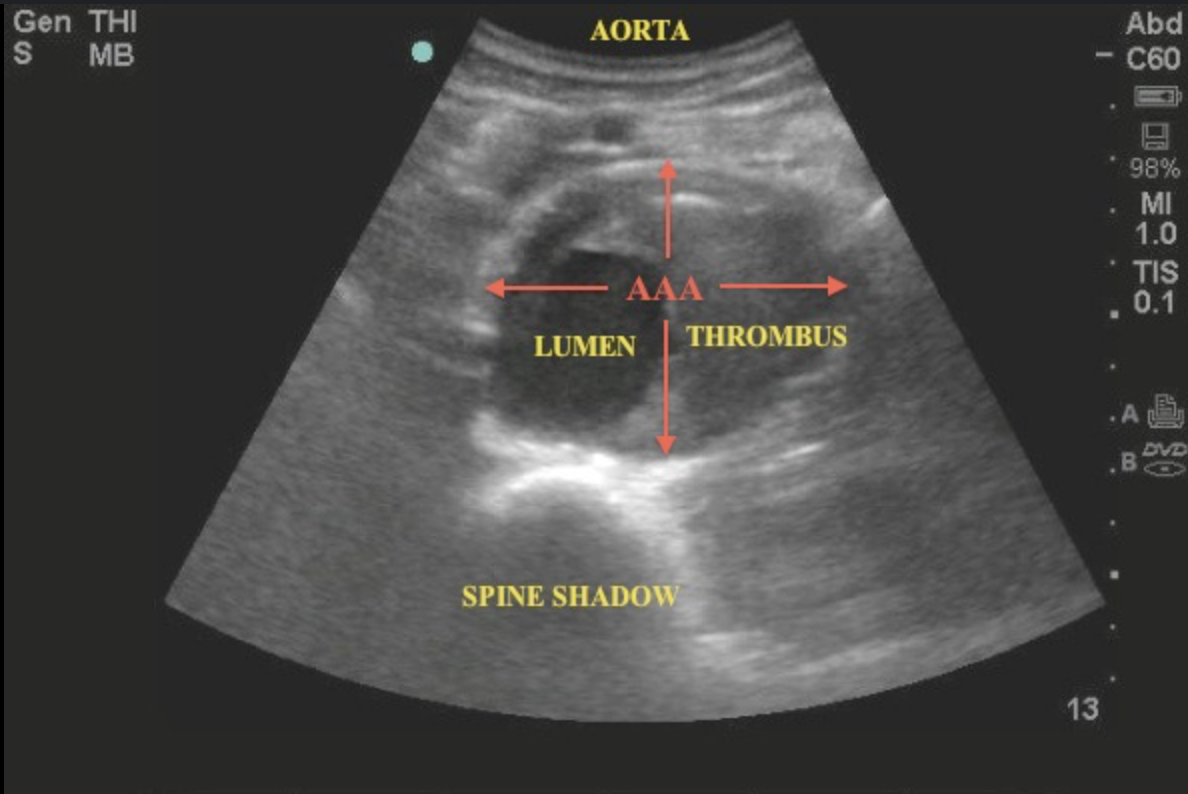 Gen THI
S MB
AORTA
Abd
C60
98%
MI
1.0
TIS
0.1
AAA
LUMEN
THROMBUS
A
B DVD
SPINE SHADOW
13